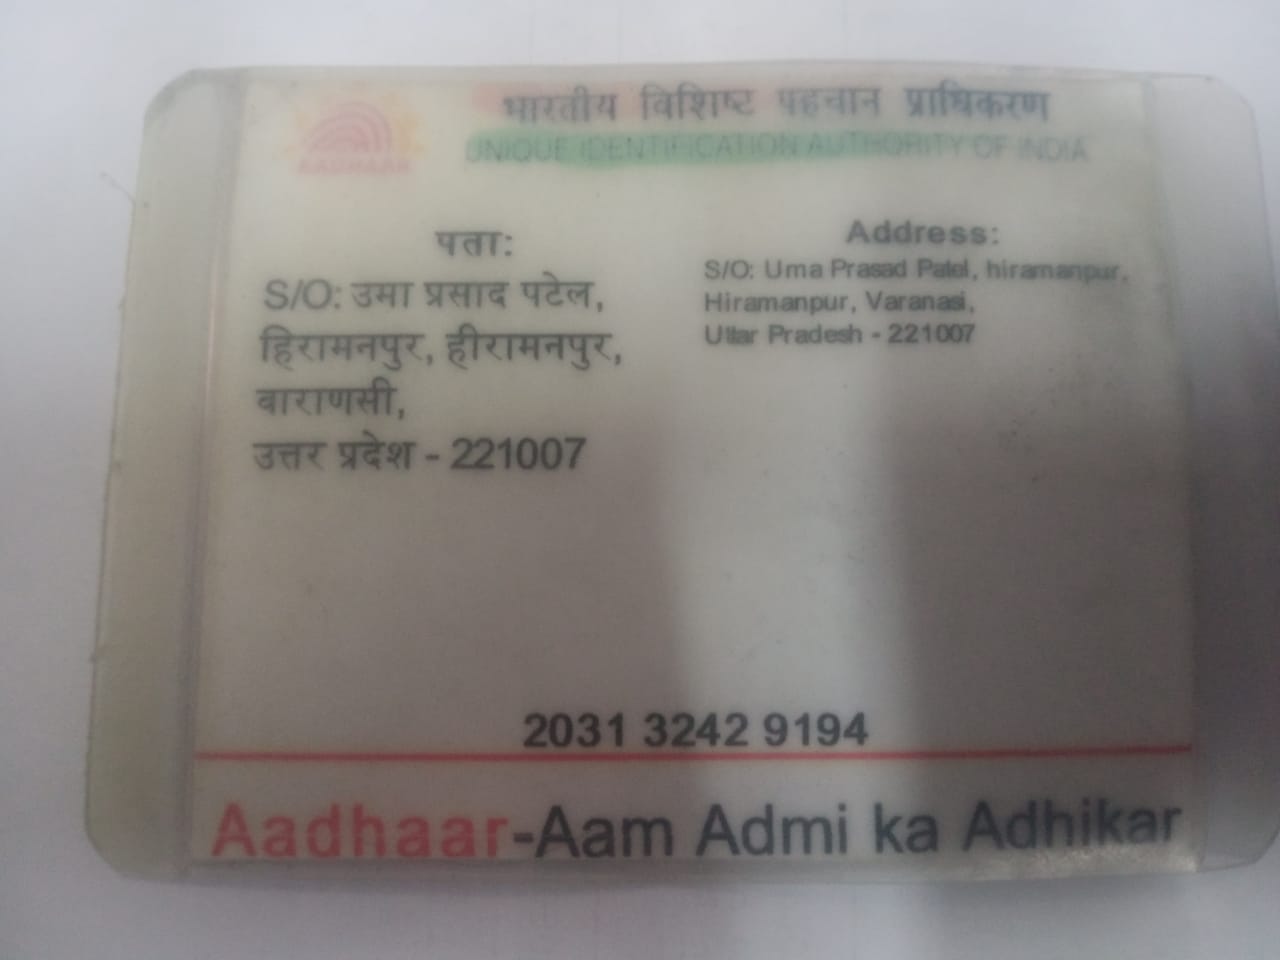 भारतीय विशिष्ट पहचान प्राधिकरण
UNIQUE IDENTIFICATION AUTHORITY OF INDIA
AADHAAR
पता:
S/O: उमा प्रसाद पटेल,
हिरामनपुर, हीरामनपुर,
वाराणसी,
उत्तर प्रदेश - 221007
Address:
S/O: Uma Prasad Patel, hiramanpur,
Hiramanpur, Varanasi,
Uttar Pradesh - 221007
2031 3242 9194
Aadhaar-Aam Admi ka Adhikar